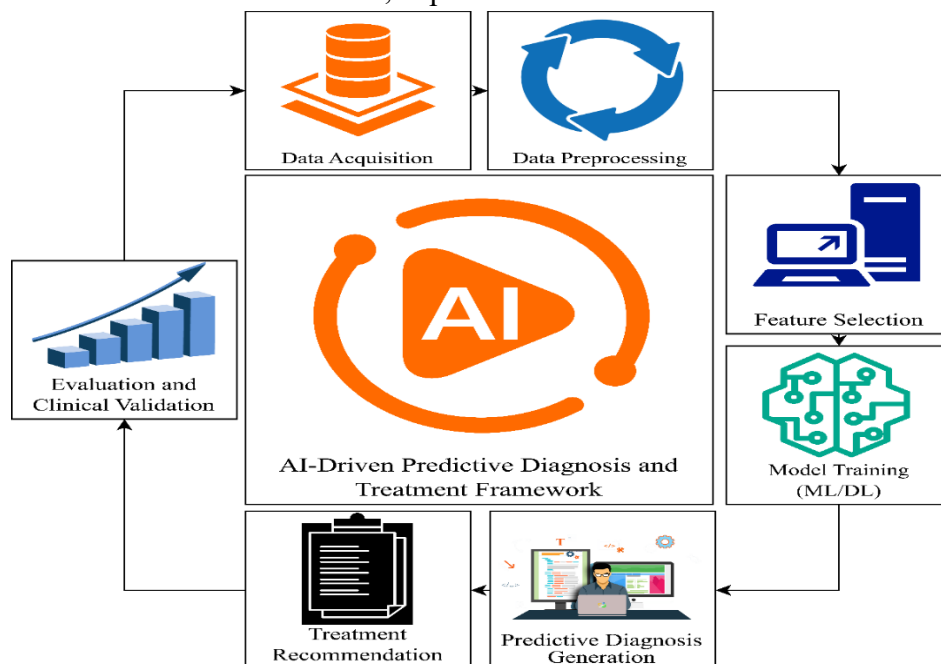 Data Acquisition
Data Preprocessing
Feature Selection
Model Training
(ML/DL)
Predictive Diagnosis
Generation
Treatment
Recommendation
Evaluation and
Clinical Validation
AI
AI-Driven Predictive Diagnosis and
Treatment Framework